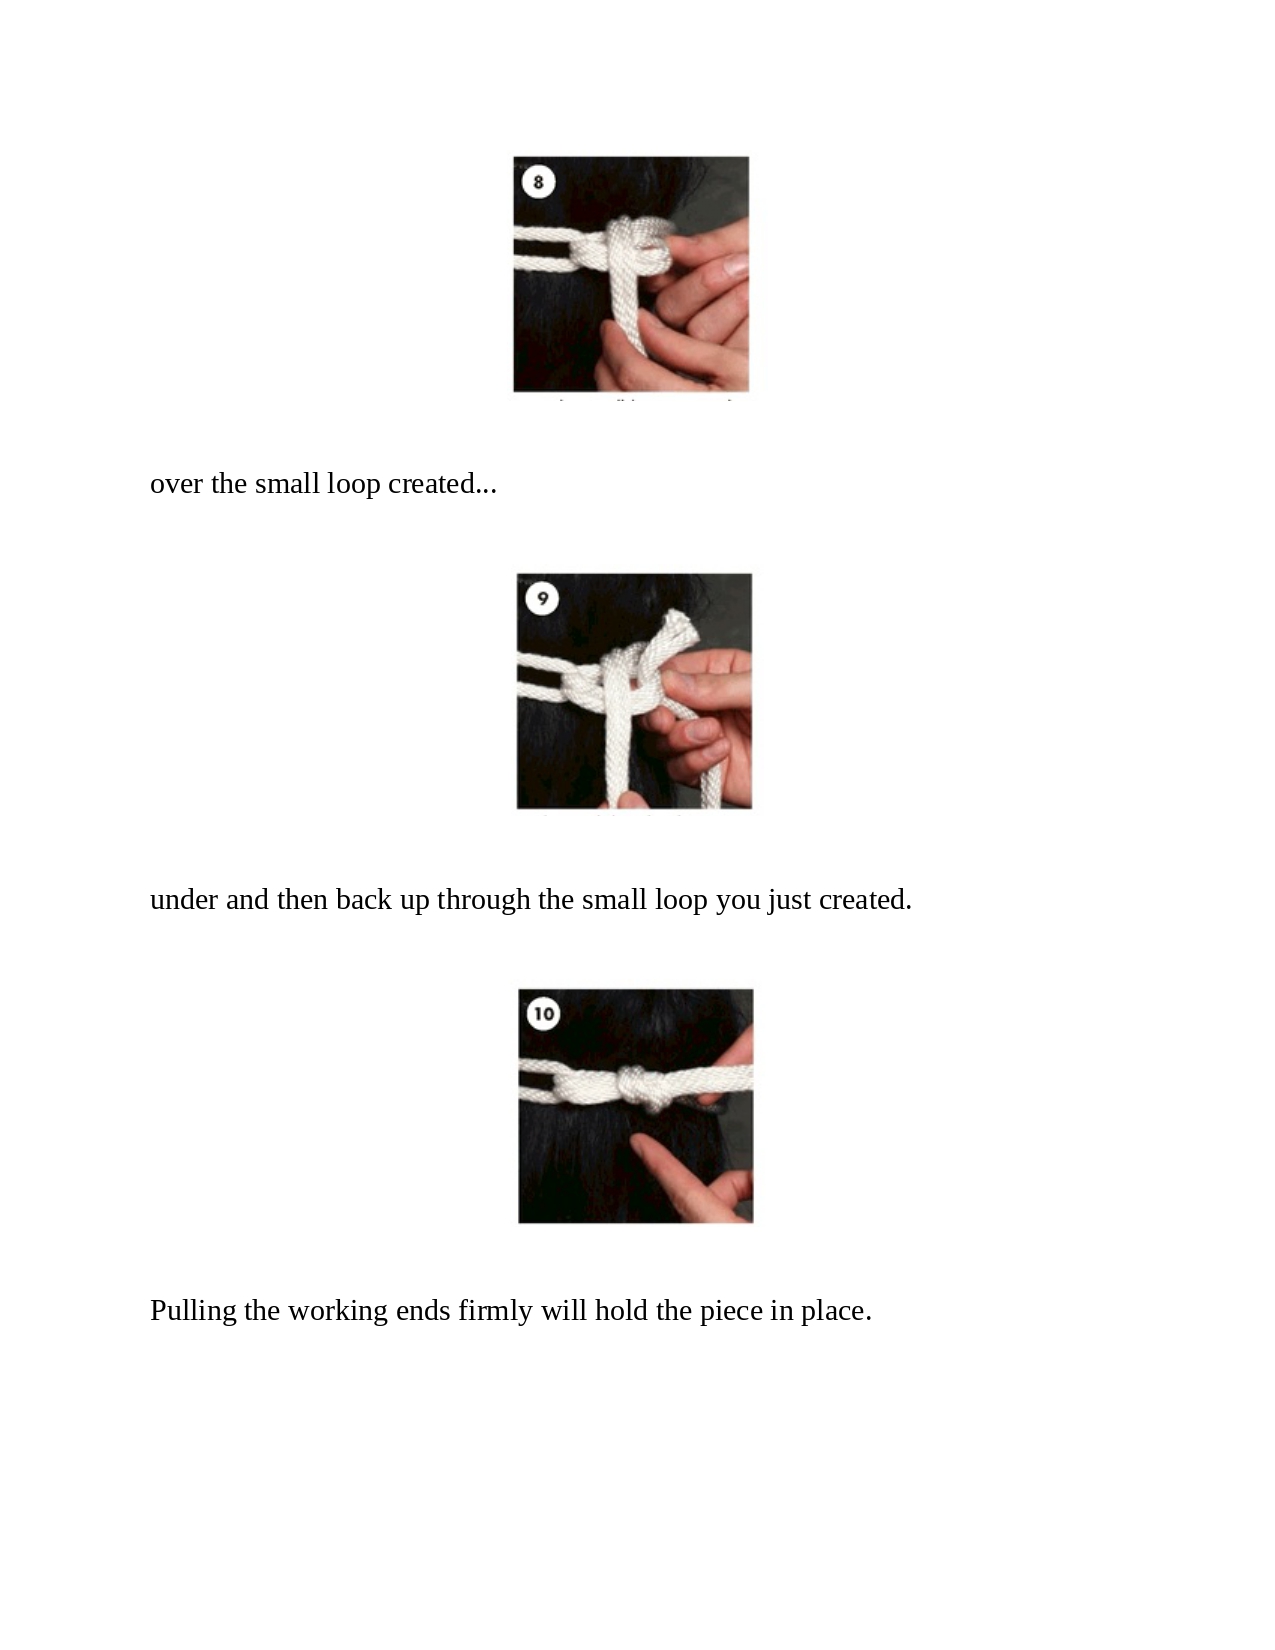 8
over the small loop created...
9
under and then back up through the small loop you just created.
10
Pulling the working ends firmly will hold the piece in place.